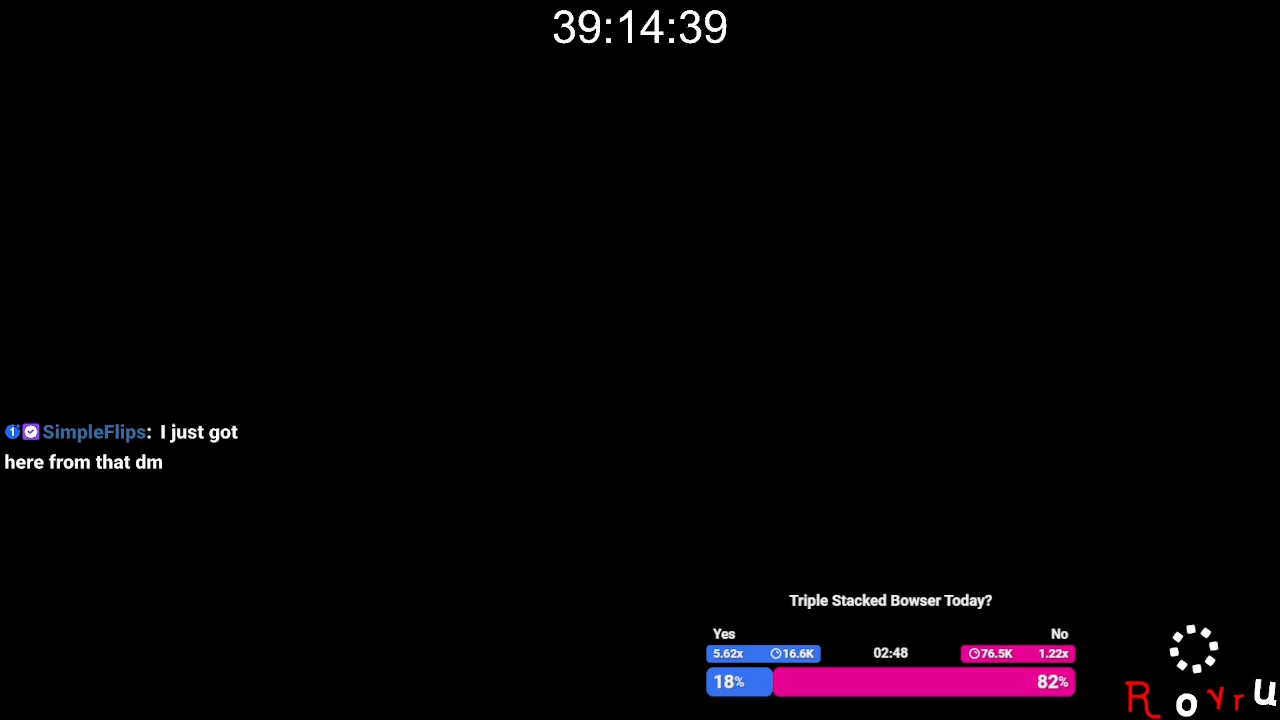 39:14:39
SimpleFlips: I just got
here from that dm
Triple Stacked Bowser Today?
Yes No
5.62x 16.6K 02:48 76.5K 1.22x
18% 82%
Royru